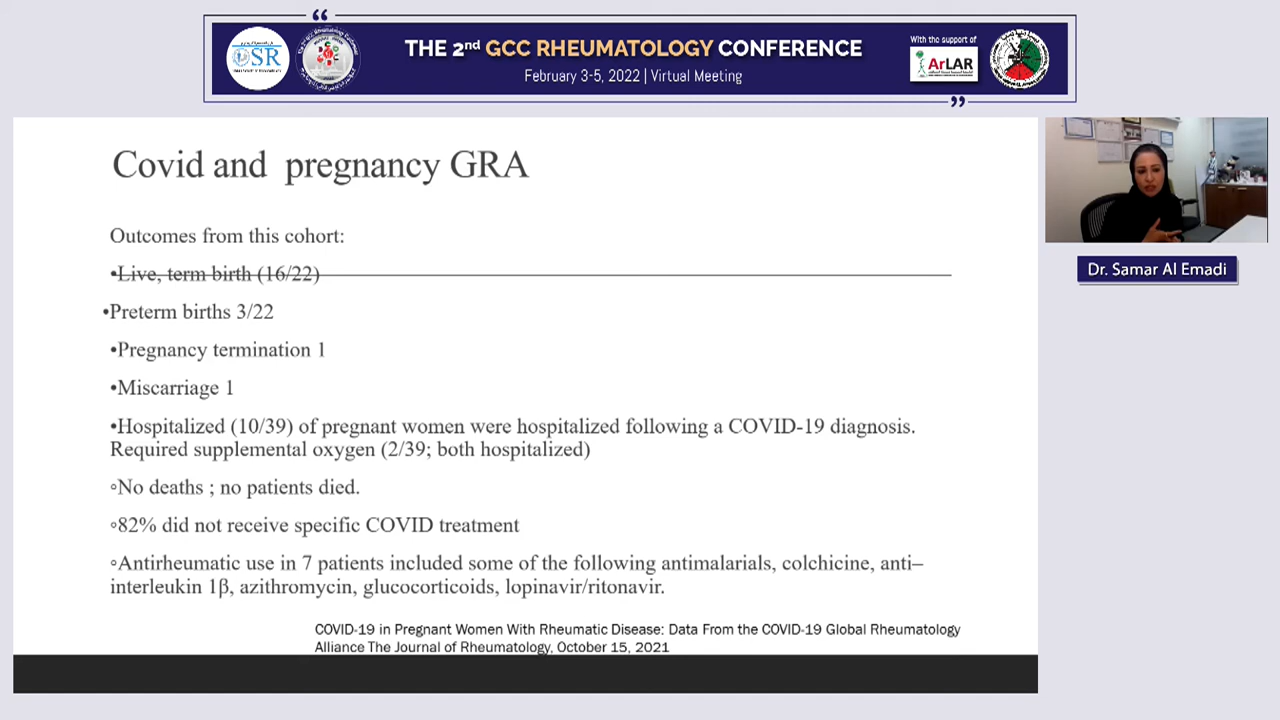 “
THE 2nd GCC RHEUMATOLOGY CONFERENCE
February 3-5, 2022 | Virtual Meeting
OSR
With the support of
ArLAR
”
Covid and pregnancy GRA
Outcomes from this cohort:
•Live, term birth (16/22)
•Preterm births 3/22
•Pregnancy termination 1
•Miscarriage 1
•Hospitalized (10/39) of pregnant women were hospitalized following a COVID-19 diagnosis.
Required supplemental oxygen (2/39; both hospitalized)
◦No deaths ; no patients died.
◦82% did not receive specific COVID treatment
◦Antirheumatic use in 7 patients included some of the following antimalarials, colchicine, anti–
interleukin 1β, azithromycin, glucocorticoids, lopinavir/ritonavir.
COVID-19 in Pregnant Women With Rheumatic Disease: Data From the COVID-19 Global Rheumatology
Alliance The Journal of Rheumatology, October 15, 2021
Dr. Samar Al Emadi